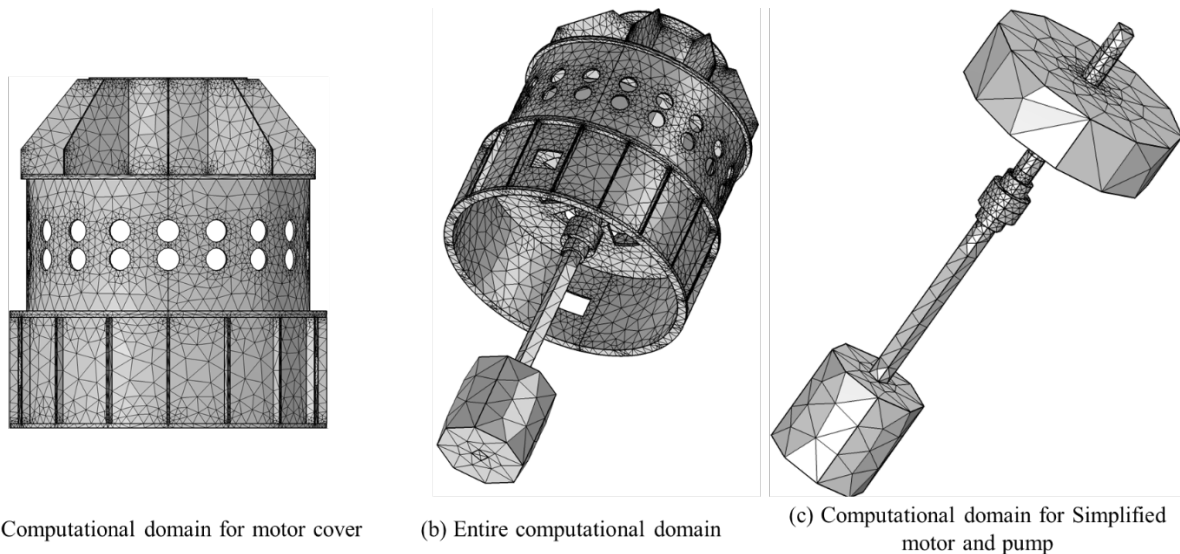 Computational domain for motor cover
(b) Entire computational domain
(c) Computational domain for Simplified
motor and pump